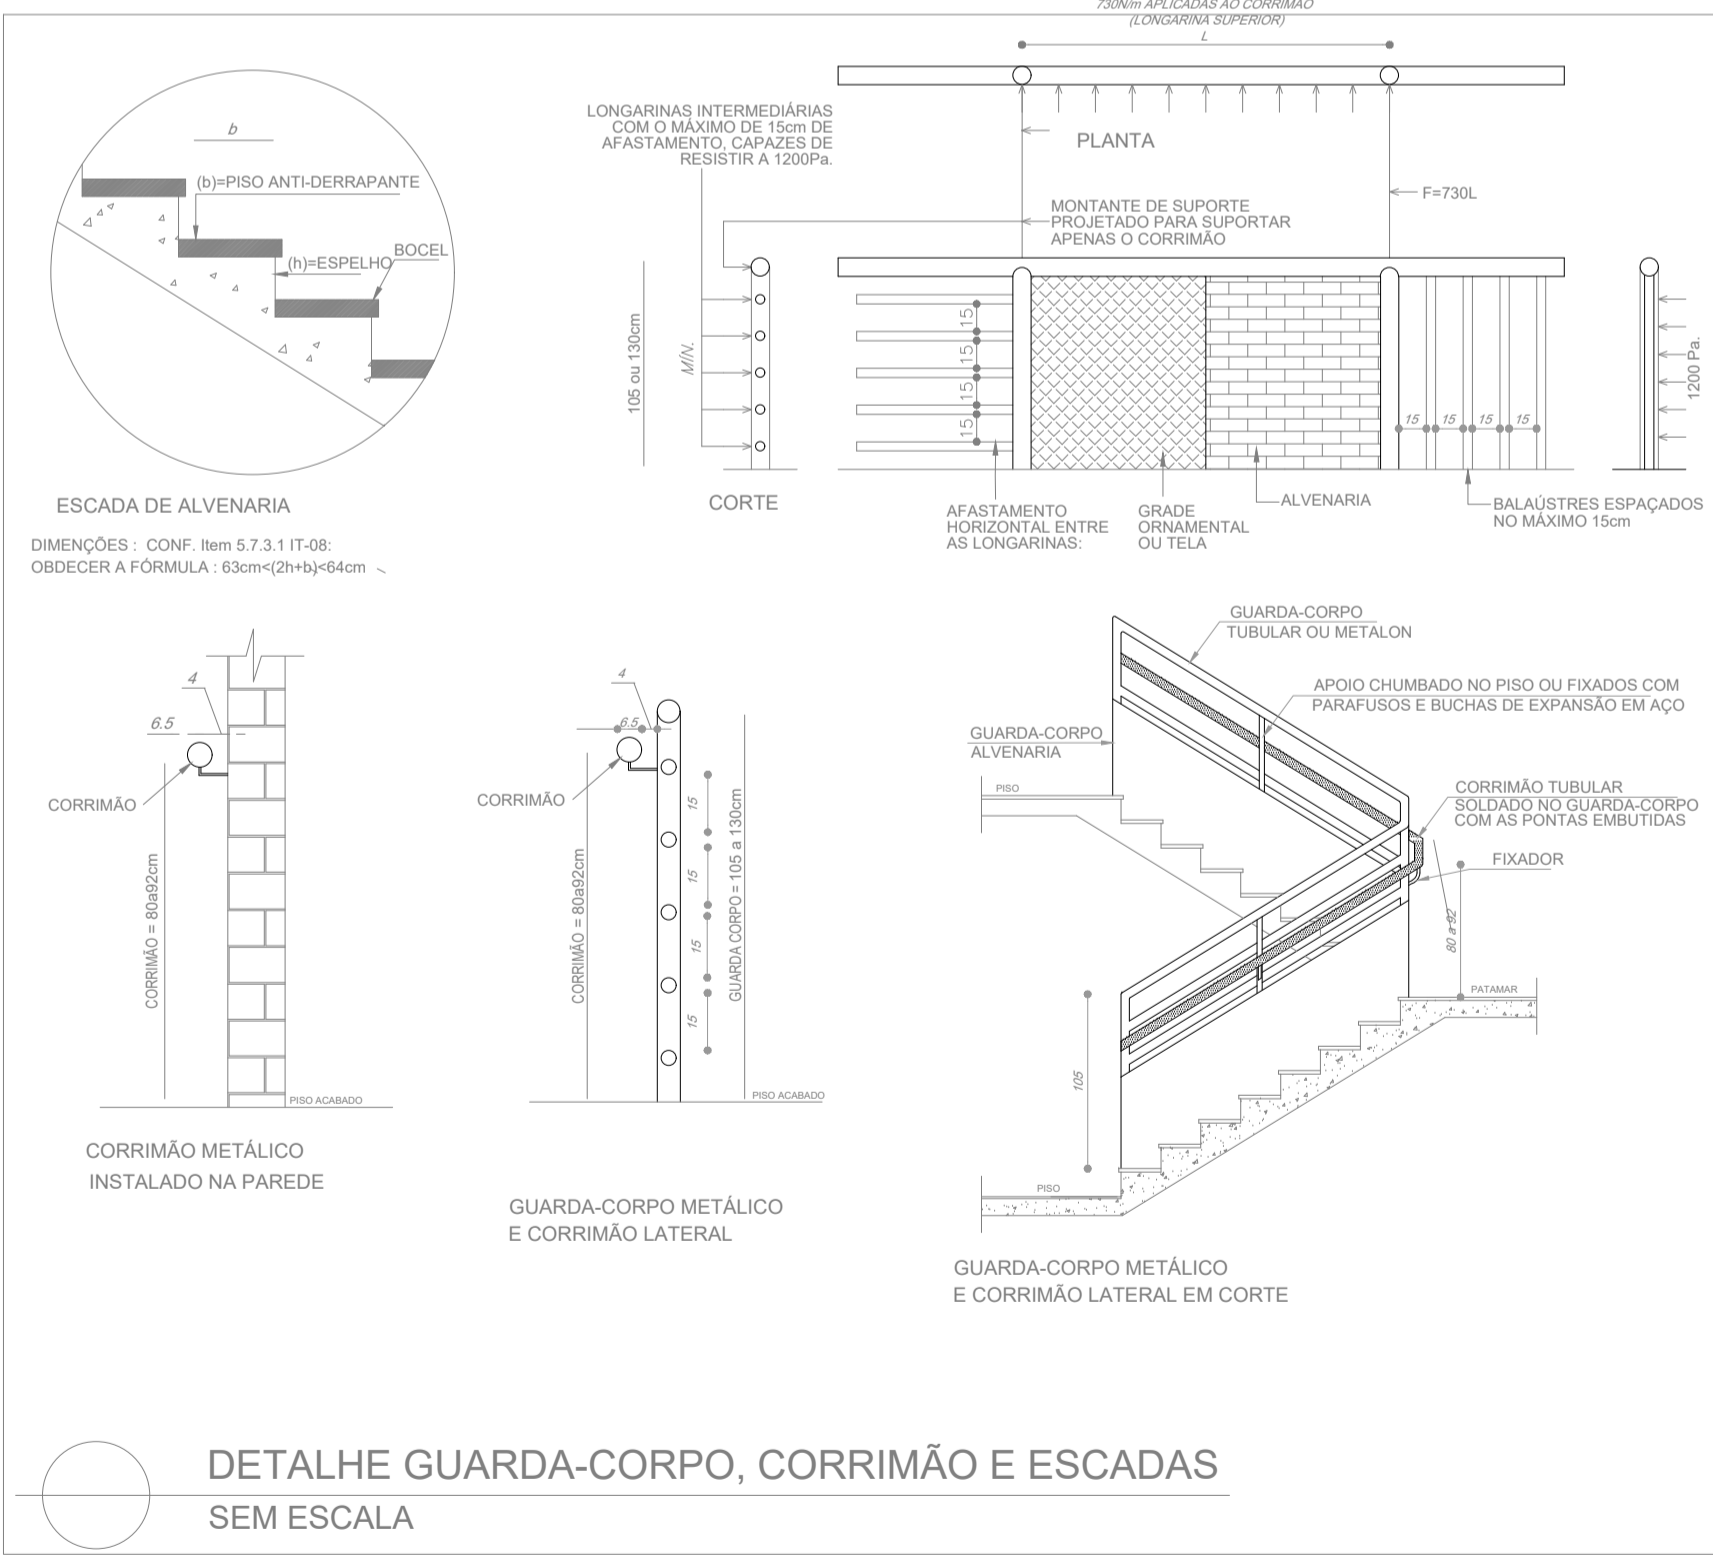 730N/m APLICADAS AO CORRIMÃO
(LONGARINA SUPERIOR)
L
b
(b)=PISO ANTI-DERRAPANTE
(h)=ESPELHO
BOCEL
ESCADA DE ALVENARIA
DIMENÇÕES : CONF. Item 5.7.3.1 IT-08:
OBDECER A FÓRMULA : 63cm<(2h+b)<64cm
LONGARINAS INTERMEDIÁRIAS
COM O MÁXIMO DE 15cm DE
AFASTAMENTO, CAPAZES DE
RESISTIR A 1200Pa.
PLANTA
F=730L
MONTANTE DE SUPORTE
PROJETADO PARA SUPORTAR
APENAS O CORRIMÃO
105 ou 130cm
MÍN.
CORTE
15
15
15
15
15
15
15
15
1200 Pa.
AFASTAMENTO
HORIZONTAL ENTRE
AS LONGARINAS:
GRADE
ORNAMENTAL
OU TELA
ALVENARIA
BALAÚSTRES ESPAÇADOS
NO MÁXIMO 15cm
4
6.5
CORRIMÃO
CORRIMÃO = 80a92cm
PISO ACABADO
CORRIMÃO METÁLICO
INSTALADO NA PAREDE
4
6.5
CORRIMÃO
CORRIMÃO = 80a92cm
15
15
15
15
GUARDA CORPO = 105 a 130cm
PISO ACABADO
GUARDA-CORPO METÁLICO
E CORRIMÃO LATERAL
GUARDA-CORPO
TUBULAR OU METALON
APOIO CHUMBADO NO PISO OU FIXADOS COM
PARAFUSOS E BUCHAS DE EXPANSÃO EM AÇO
GUARDA-CORPO
ALVENARIA
PISO
CORRIMÃO TUBULAR
SOLDADO NO GUARDA-CORPO
COM AS PONTAS EMBUTIDAS
FIXADOR
80 a 92
PATAMAR
105
PISO
GUARDA-CORPO METÁLICO
E CORRIMÃO LATERAL EM CORTE
DETALHE GUARDA-CORPO, CORRIMÃO E ESCADAS
SEM ESCALA